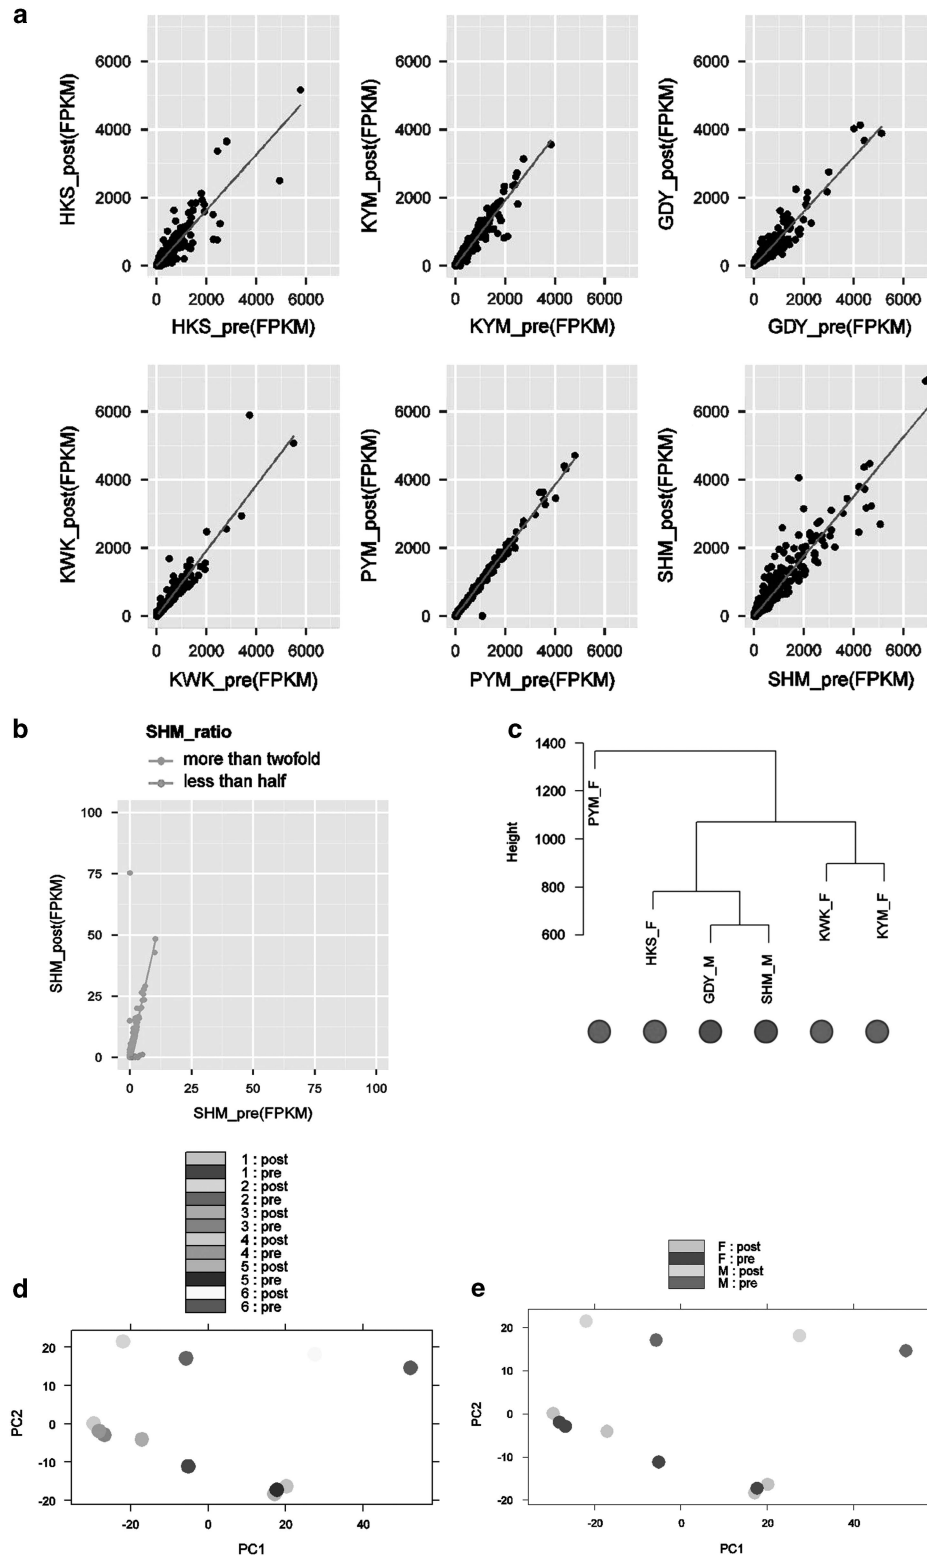 a
6000
4000
2000
0
HKS_post(FPKM)
0 2000 4000 6000
HKS_pre(FPKM)
6000
4000
2000
0
KYM_post(FPKM)
0 2000 4000 6000
KYM_pre(FPKM)
6000
4000
2000
0
GDY_post(FPKM)
0 2000 4000 6000
GDY_pre(FPKM)
6000
4000
2000
0
KWK_post(FPKM)
0 2000 4000 6000
KWK_pre(FPKM)
6000
4000
2000
0
PYM_post(FPKM)
0 2000 4000 6000
PYM_pre(FPKM)
6000
4000
2000
0
SHM_post(FPKM)
0 2000 4000 6000
SHM_pre(FPKM)
b
SHM_ratio
more than twofold
less than half
100
75
50
25
0
SHM_post(FPKM)
0 25 50 75 100
SHM_pre(FPKM)
c
1400
1200
1000
800
600
Height
PYM_F
HKS_F
GDY_M
SHM_M
KWK_F
KYM_F
d
1 : post
1 : pre
2 : post
2 : pre
3 : post
3 : pre
4 : post
4 : pre
5 : post
5 : pre
6 : post
6 : pre
20
10
0
-10
-20
PC2
-20 0 20 40
PC1
e
F : post
F : pre
M : post
M : pre
20
10
0
-10
-20
PC2
-20 0 20 40
PC1